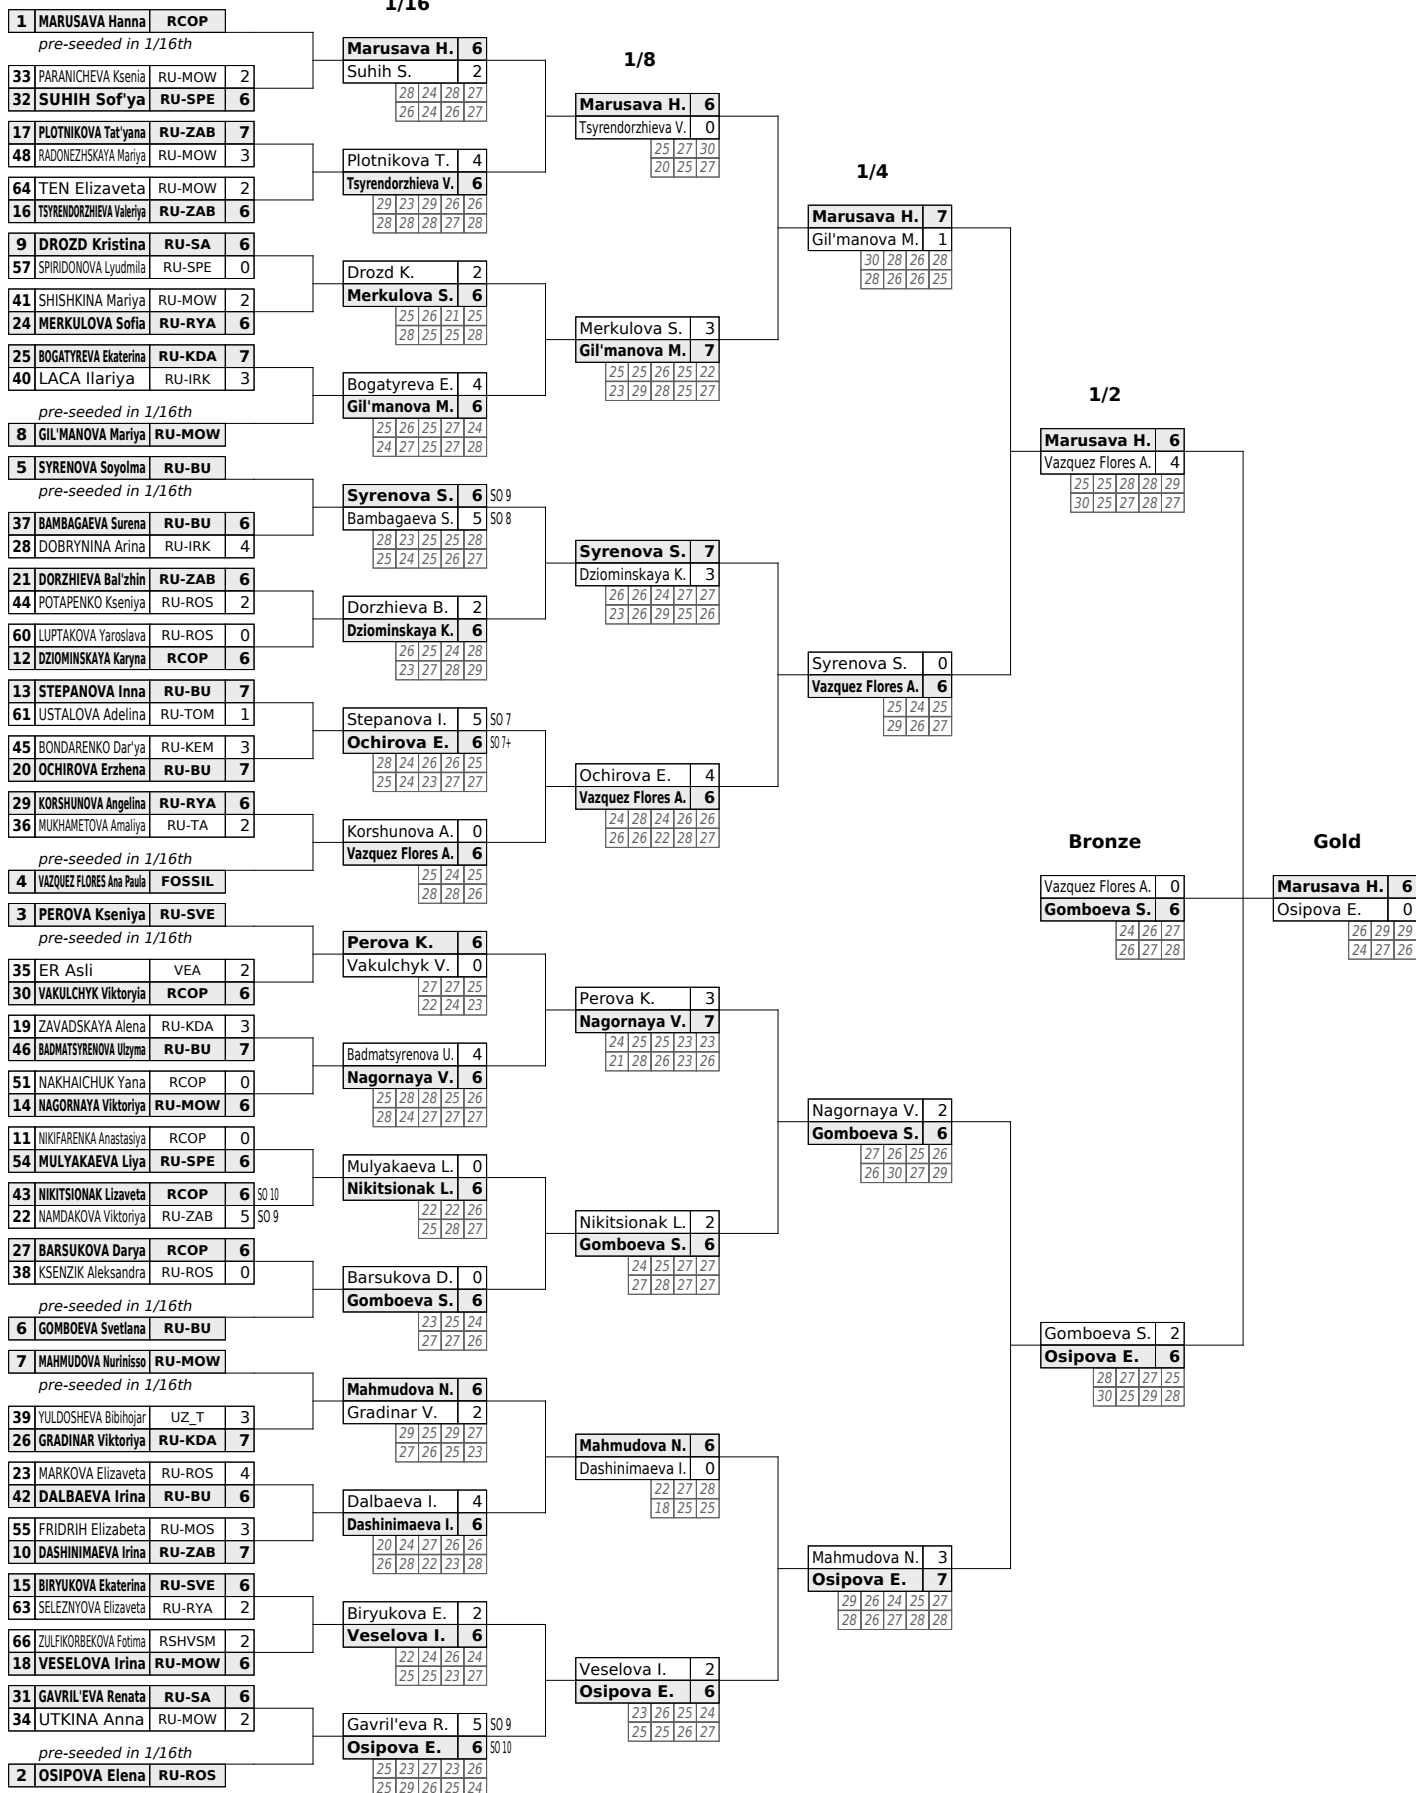 1/16
1 MARUSAVA Hanna RCOP
pre-seeded in 1/16th
33 PARANICHEVA Ksenia RU-MOW 2
32 SUHIH Sof'ya RU-SPE 6
17 PLOTNIKOVA Tat'yana RU-ZAB 7
48 RADONEZHSKAYA Mariya RU-MOW 3
64 TEN Elizaveta RU-MOW 2
16 TSYRENDORZHIEVA Valeriya RU-ZAB 6
9 DROZD Kristina RU-SA 6
57 SPIRIDONOVA Lyudmila RU-SPE 0
41 SHISHKINA Mariya RU-MOW 2
24 MERKULOVA Sofia RU-RYA 6
25 BOGATYREVA Ekaterina RU-KDA 7
40 LACA Ilariya RU-IRK 3
pre-seeded in 1/16th
8 GIL'MANOVA Mariya RU-MOW
5 SYRENOVA Soyolma RU-BU
pre-seeded in 1/16th
37 BAMBAGAEVA Surena RU-BU 6
28 DOBRYNINA Arina RU-IRK 4
21 DORZHIEVA Bal'zhin RU-ZAB 6
44 POTAPENKO Kseniya RU-ROS 2
60 LUPTAKOVA Yaroslava RU-ROS 0
12 DZIOMINSKAYA Karyna RCOP 6
13 STEPANOVA Inna RU-BU 7
61 USTALOVA Adelina RU-TOM 1
45 BONDARENKO Dar'ya RU-KEM 3
20 OCHIROVA Erzhena RU-BU 7
29 KORSHUNOVA Angelina RU-RYA 6
36 MUKHAMETOVA Amaliya RU-TA 2
pre-seeded in 1/16th
4 VAZQUEZ FLORES Ana Paula FOSSIL
3 PEROVA Kseniya RU-SVE
pre-seeded in 1/16th
35 ER Asli VEA 2
30 VAKULCHYK Viktoryia RCOP 6
19 ZAVADSKAYA Alena RU-KDA 3
46 BADMATSYRENOVA Ulzyma RU-BU 7
51 NAKHAICHUK Yana RCOP 0
14 NAGORNAYA Viktoriya RU-MOW 6
11 NIKIFARENKA Anastasiya RCOP 0
54 MULYAKAEVA Liya RU-SPE 6
43 NIKITSIONAK Lizaveta RCOP 6 SO 10
22 NAMDAKOVA Viktoriya RU-ZAB 5 SO 9
27 BARSUKOVA Darya RCOP 6
38 KSENZIK Aleksandra RU-ROS 0
pre-seeded in 1/16th
6 GOMBOEVA Svetlana RU-BU
7 MAHMUDOVA Nurinisso RU-MOW
pre-seeded in 1/16th
39 YULDOSHEVA Bibihojar UZ_T 3
26 GRADINAR Viktoriya RU-KDA 7
23 MARKOVA Elizaveta RU-ROS 4
42 DALBAEVA Irina RU-BU 6
55 FRIDRIH Elizabeta RU-MOS 3
10 DASHINIMAEVA Irina RU-ZAB 7
15 BIRYUKOVA Ekaterina RU-SVE 6
63 SELEZNYOVA Elizaveta RU-RYA 2
66 ZULFIKORBEKOVA Fotima RSHVSM 2
18 VESELOVA Irina RU-MOW 6
31 GAVRIL'EVA Renata RU-SA 6
34 UTKINA Anna RU-MOW 2
pre-seeded in 1/16th
2 OSIPOVA Elena RU-ROS
Marusava H. 6
Suhih S. 2
28 24 28 27
26 24 26 27
Plotnikova T. 4
Tsyrendorzhieva V. 6
29 23 29 26 26
28 28 28 27 28
Drozd K. 2
Merkulova S. 6
25 26 21 25
28 25 25 28
Bogatyreva E. 4
Gil'manova M. 6
25 26 25 27 24
24 27 25 27 28
Syrenova S. 6 SO 9
Bambagaeva S. 5 SO 8
28 23 25 25 28
25 24 25 26 27
Dorzhieva B. 2
Dziominskaya K. 6
26 25 24 28
23 27 28 29
Stepanova I. 5 SO 7
Ochirova E. 6 SO 7+
28 24 26 26 25
25 24 23 27 27
Korshunova A. 0
Vazquez Flores A. 6
25 24 25
28 28 26
Perova K. 6
Vakulchyk V. 0
27 27 25
22 24 23
Badmatsyrenova U. 4
Nagornaya V. 6
25 28 28 25 26
28 24 27 27 27
Mulyakaeva L. 0
Nikitsionak L. 6
22 22 26
25 28 27
Barsukova D. 0
Gomboeva S. 6
23 25 24
27 27 26
Mahmudova N. 6
Gradinar V. 2
29 25 29 27
27 26 25 23
Dalbaeva I. 4
Dashinimaeva I. 6
20 24 27 26 26
26 28 22 23 28
Biryukova E. 2
Veselova I. 6
22 24 26 24
25 25 23 27
Gavril'eva R. 5 SO 9
Osipova E. 6 SO 10
25 23 27 23 26
25 29 26 25 24
1/8
Marusava H. 6
Tsyrendorzhieva V. 0
25 27 30
20 25 27
Merkulova S. 3
Gil'manova M. 7
25 25 26 25 22
23 29 28 25 27
Syrenova S. 7
Dziominskaya K. 3
26 26 24 27 27
23 26 29 25 26
Ochirova E. 4
Vazquez Flores A. 6
24 28 24 26 26
26 26 22 28 27
Perova K. 3
Nagornaya V. 7
24 25 25 23 23
21 28 26 23 26
Nikitsionak L. 2
Gomboeva S. 6
24 25 27 27
27 28 27 27
Mahmudova N. 6
Dashinimaeva I. 0
22 27 28
18 25 25
Veselova I. 2
Osipova E. 6
23 26 25 24
25 25 26 27
1/4
Marusava H. 7
Gil'manova M. 1
30 28 26 28
28 26 26 25
Syrenova S. 0
Vazquez Flores A. 6
25 24 25
29 26 27
Nagornaya V. 2
Gomboeva S. 6
27 26 25 26
26 30 27 29
Mahmudova N. 3
Osipova E. 7
29 26 24 25 27
28 26 27 28 28
1/2
Marusava H. 6
Vazquez Flores A. 4
25 25 28 28 29
30 25 27 28 27
Gomboeva S. 2
Osipova E. 6
28 27 27 25
30 25 29 28
Bronze
Vazquez Flores A. 0
Gomboeva S. 6
24 26 27
26 27 28
Gold
Marusava H. 6
Osipova E. 0
26 29 29
24 27 26